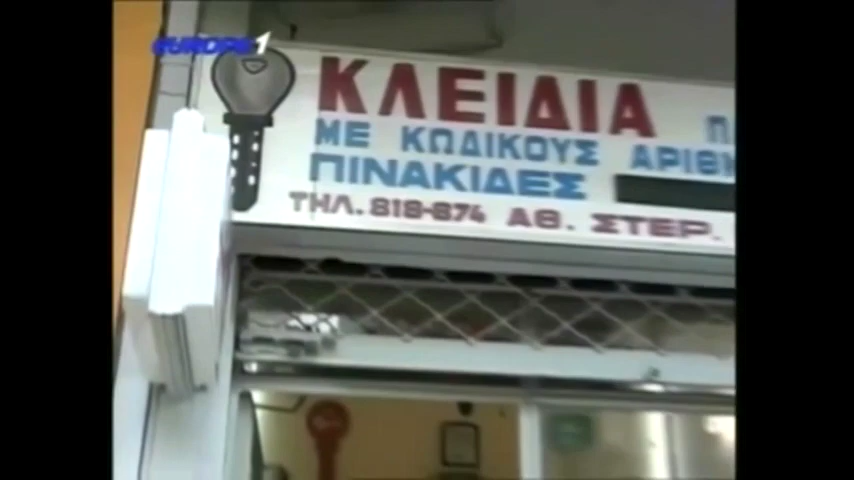 EUROPE 1
ΚΛΕΙΔΙΑ
ΜΕ ΚΩΔΙΚΟΥΣ
ΠΙΝΑΚΙΔΕΣ
ΤΗΛ. 818-874 ΑΘ. ΣΤΕΡ.